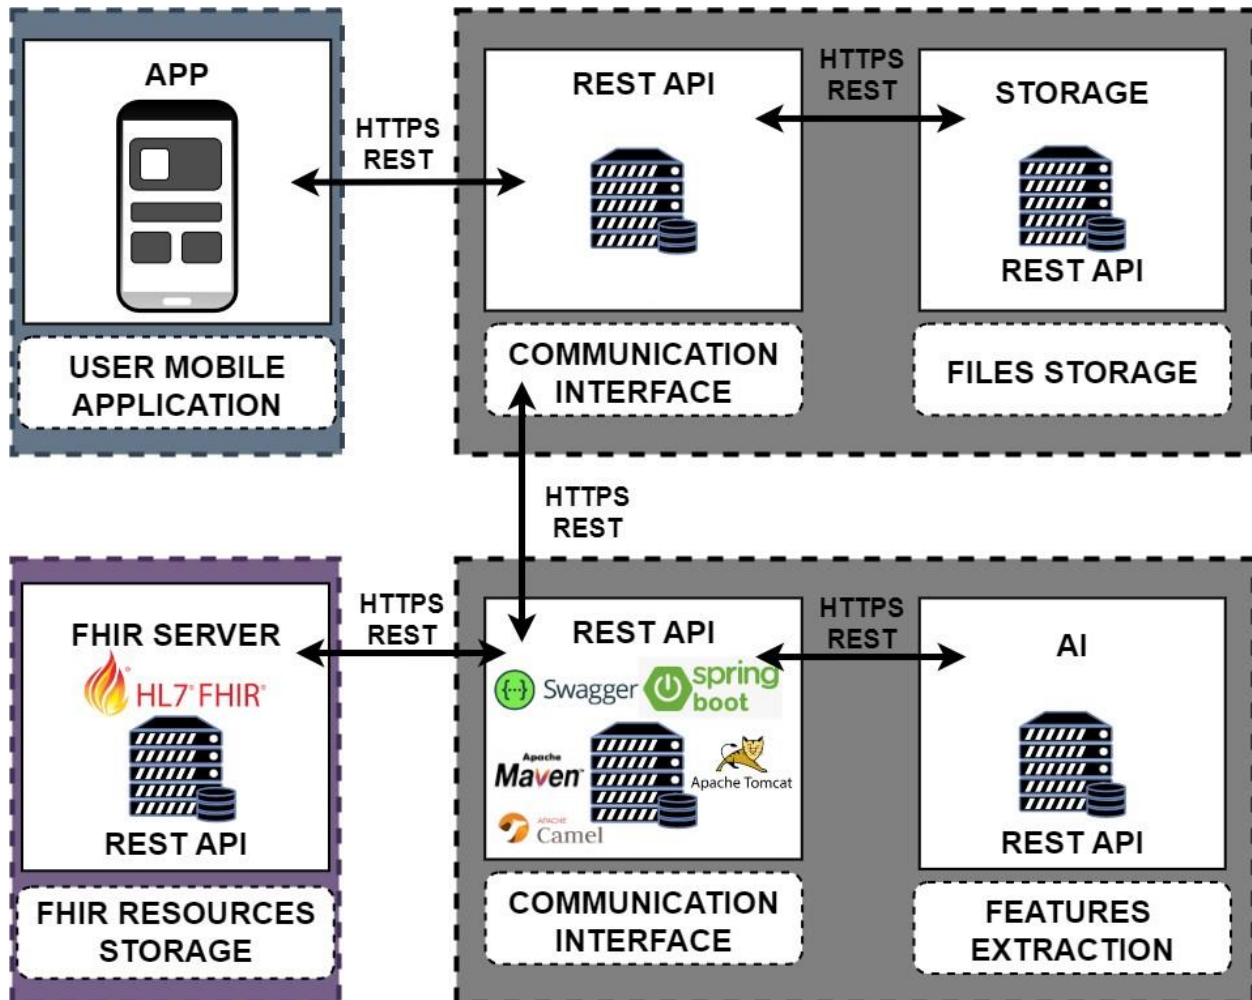 APP
HTTPS
REST
REST API
HTTPS
REST
STORAGE
REST API
USER MOBILE
APPLICATION
COMMUNICATION
INTERFACE
FILES STORAGE
HTTPS
REST
FHIR SERVER
HL7® FHIR®
REST API
HTTPS
REST
REST API
{···} Swagger
spring
boot
Apache
Maven™
Apache Tomcat
APACHE
Camel
HTTPS
REST
AI
REST API
FHIR RESOURCES
STORAGE
COMMUNICATION
INTERFACE
FEATURES
EXTRACTION